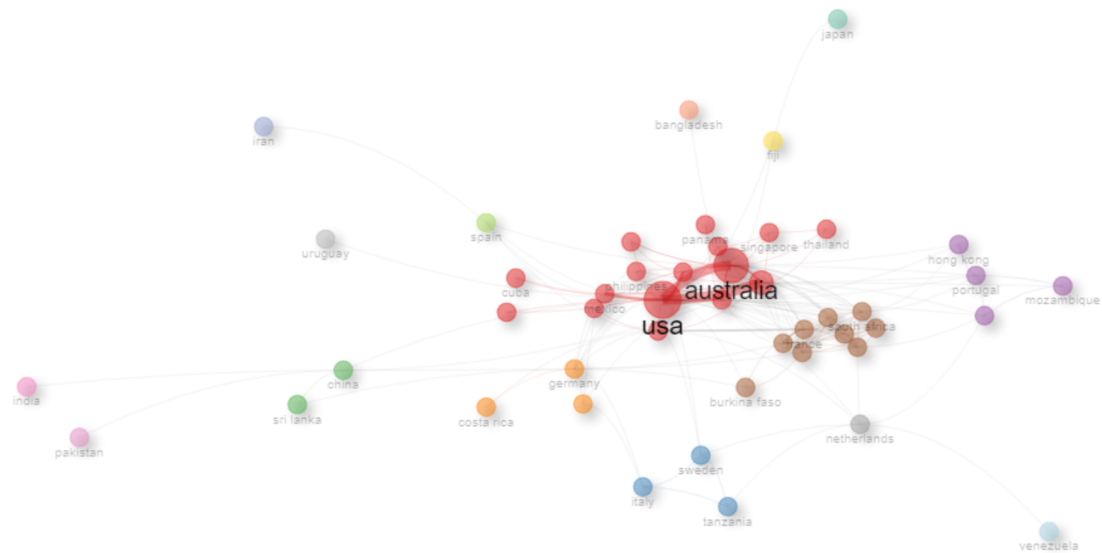 japan
bangladesh
iran
fiji
spain
panama
uruguay
singapore
thailand
hong kong
philippines
portugal
cuba
australia
mozambique
mexico
usa
south africa
france
china
germany
india
burkina faso
sri lanka
costa rica
netherlands
pakistan
sweden
italy
tanzania
venezuela